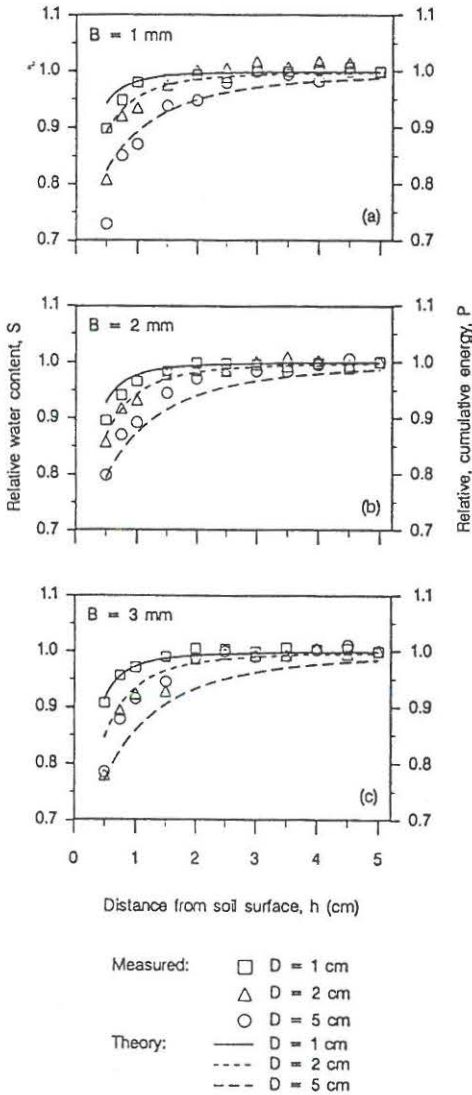 1.1
1.1
B = 1 mm
1.0
1.0
0.9
0.9
0.8
0.8
(a)
0.7
0.7
1.1
1.1
B = 2 mm
1.0
1.0
0.9
0.9
0.8
0.8
(b)
0.7
0.7
Relative water content, S
Relative, cumulative energy, P
1.1
1.1
B = 3 mm
1.0
1.0
0.9
0.9
0.8
0.8
(c)
0.7
0.7
0 1 2 3 4 5
Distance from soil surface, h (cm)
Measured: D = 1 cm
D = 2 cm
D = 5 cm
Theory: D = 1 cm
D = 2 cm
D = 5 cm